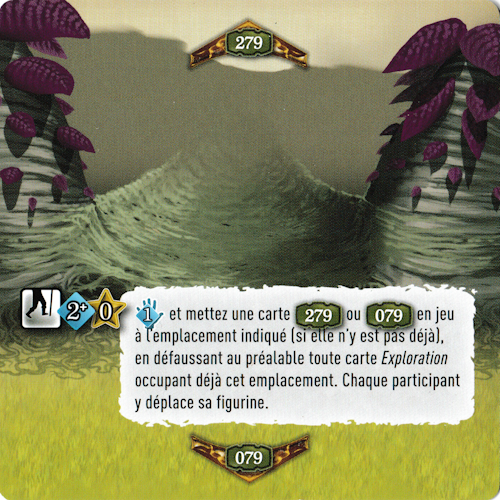 279
2+ 0 1 et mettez une carte 279 ou 079 en jeu
à l'emplacement indiqué (si elle n'y est pas déjà),
en défaussant au préalable toute carte Exploration
occupant déjà cet emplacement. Chaque participant
y déplace sa figurine.
079